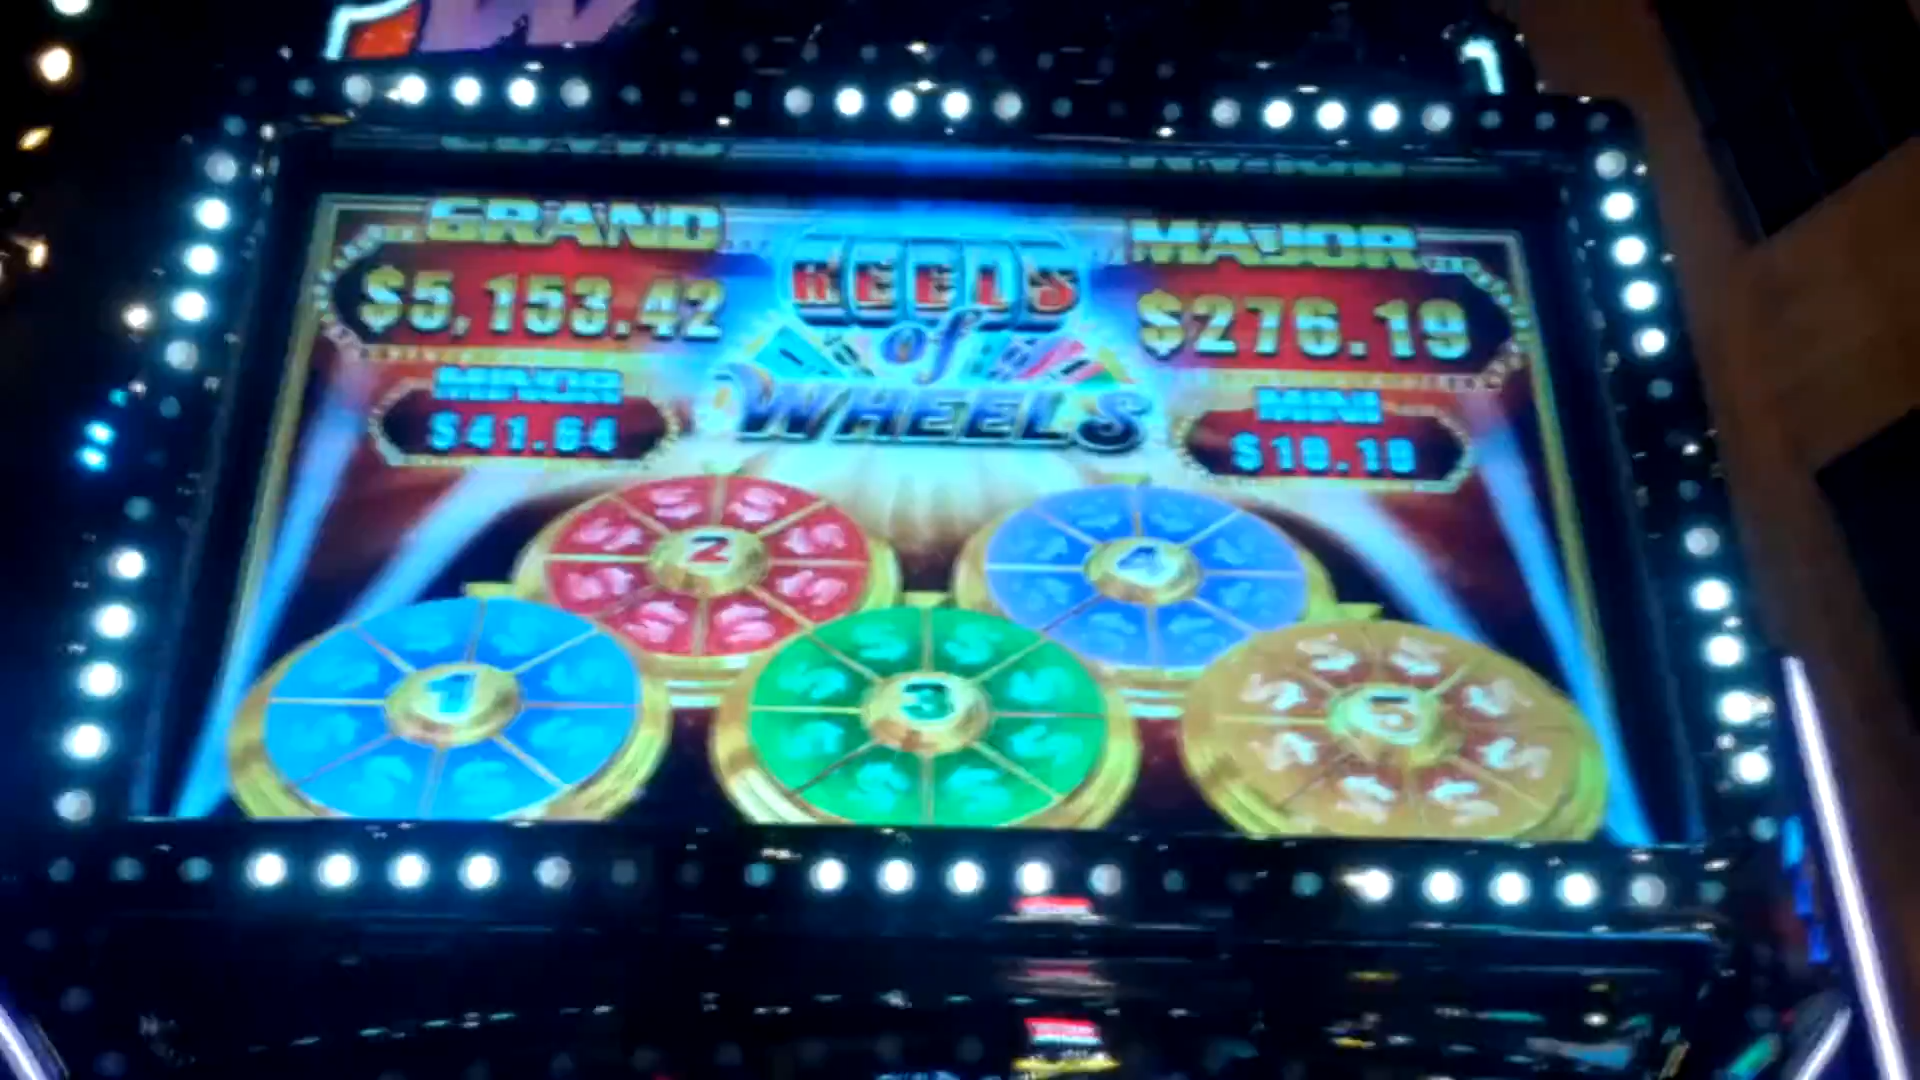 GRAND
$5,153.42
REELS
of
WHEELS
MAJOR
$276.19
MINOR
$41.64
MINI
$10.10
2
4
1
3
5